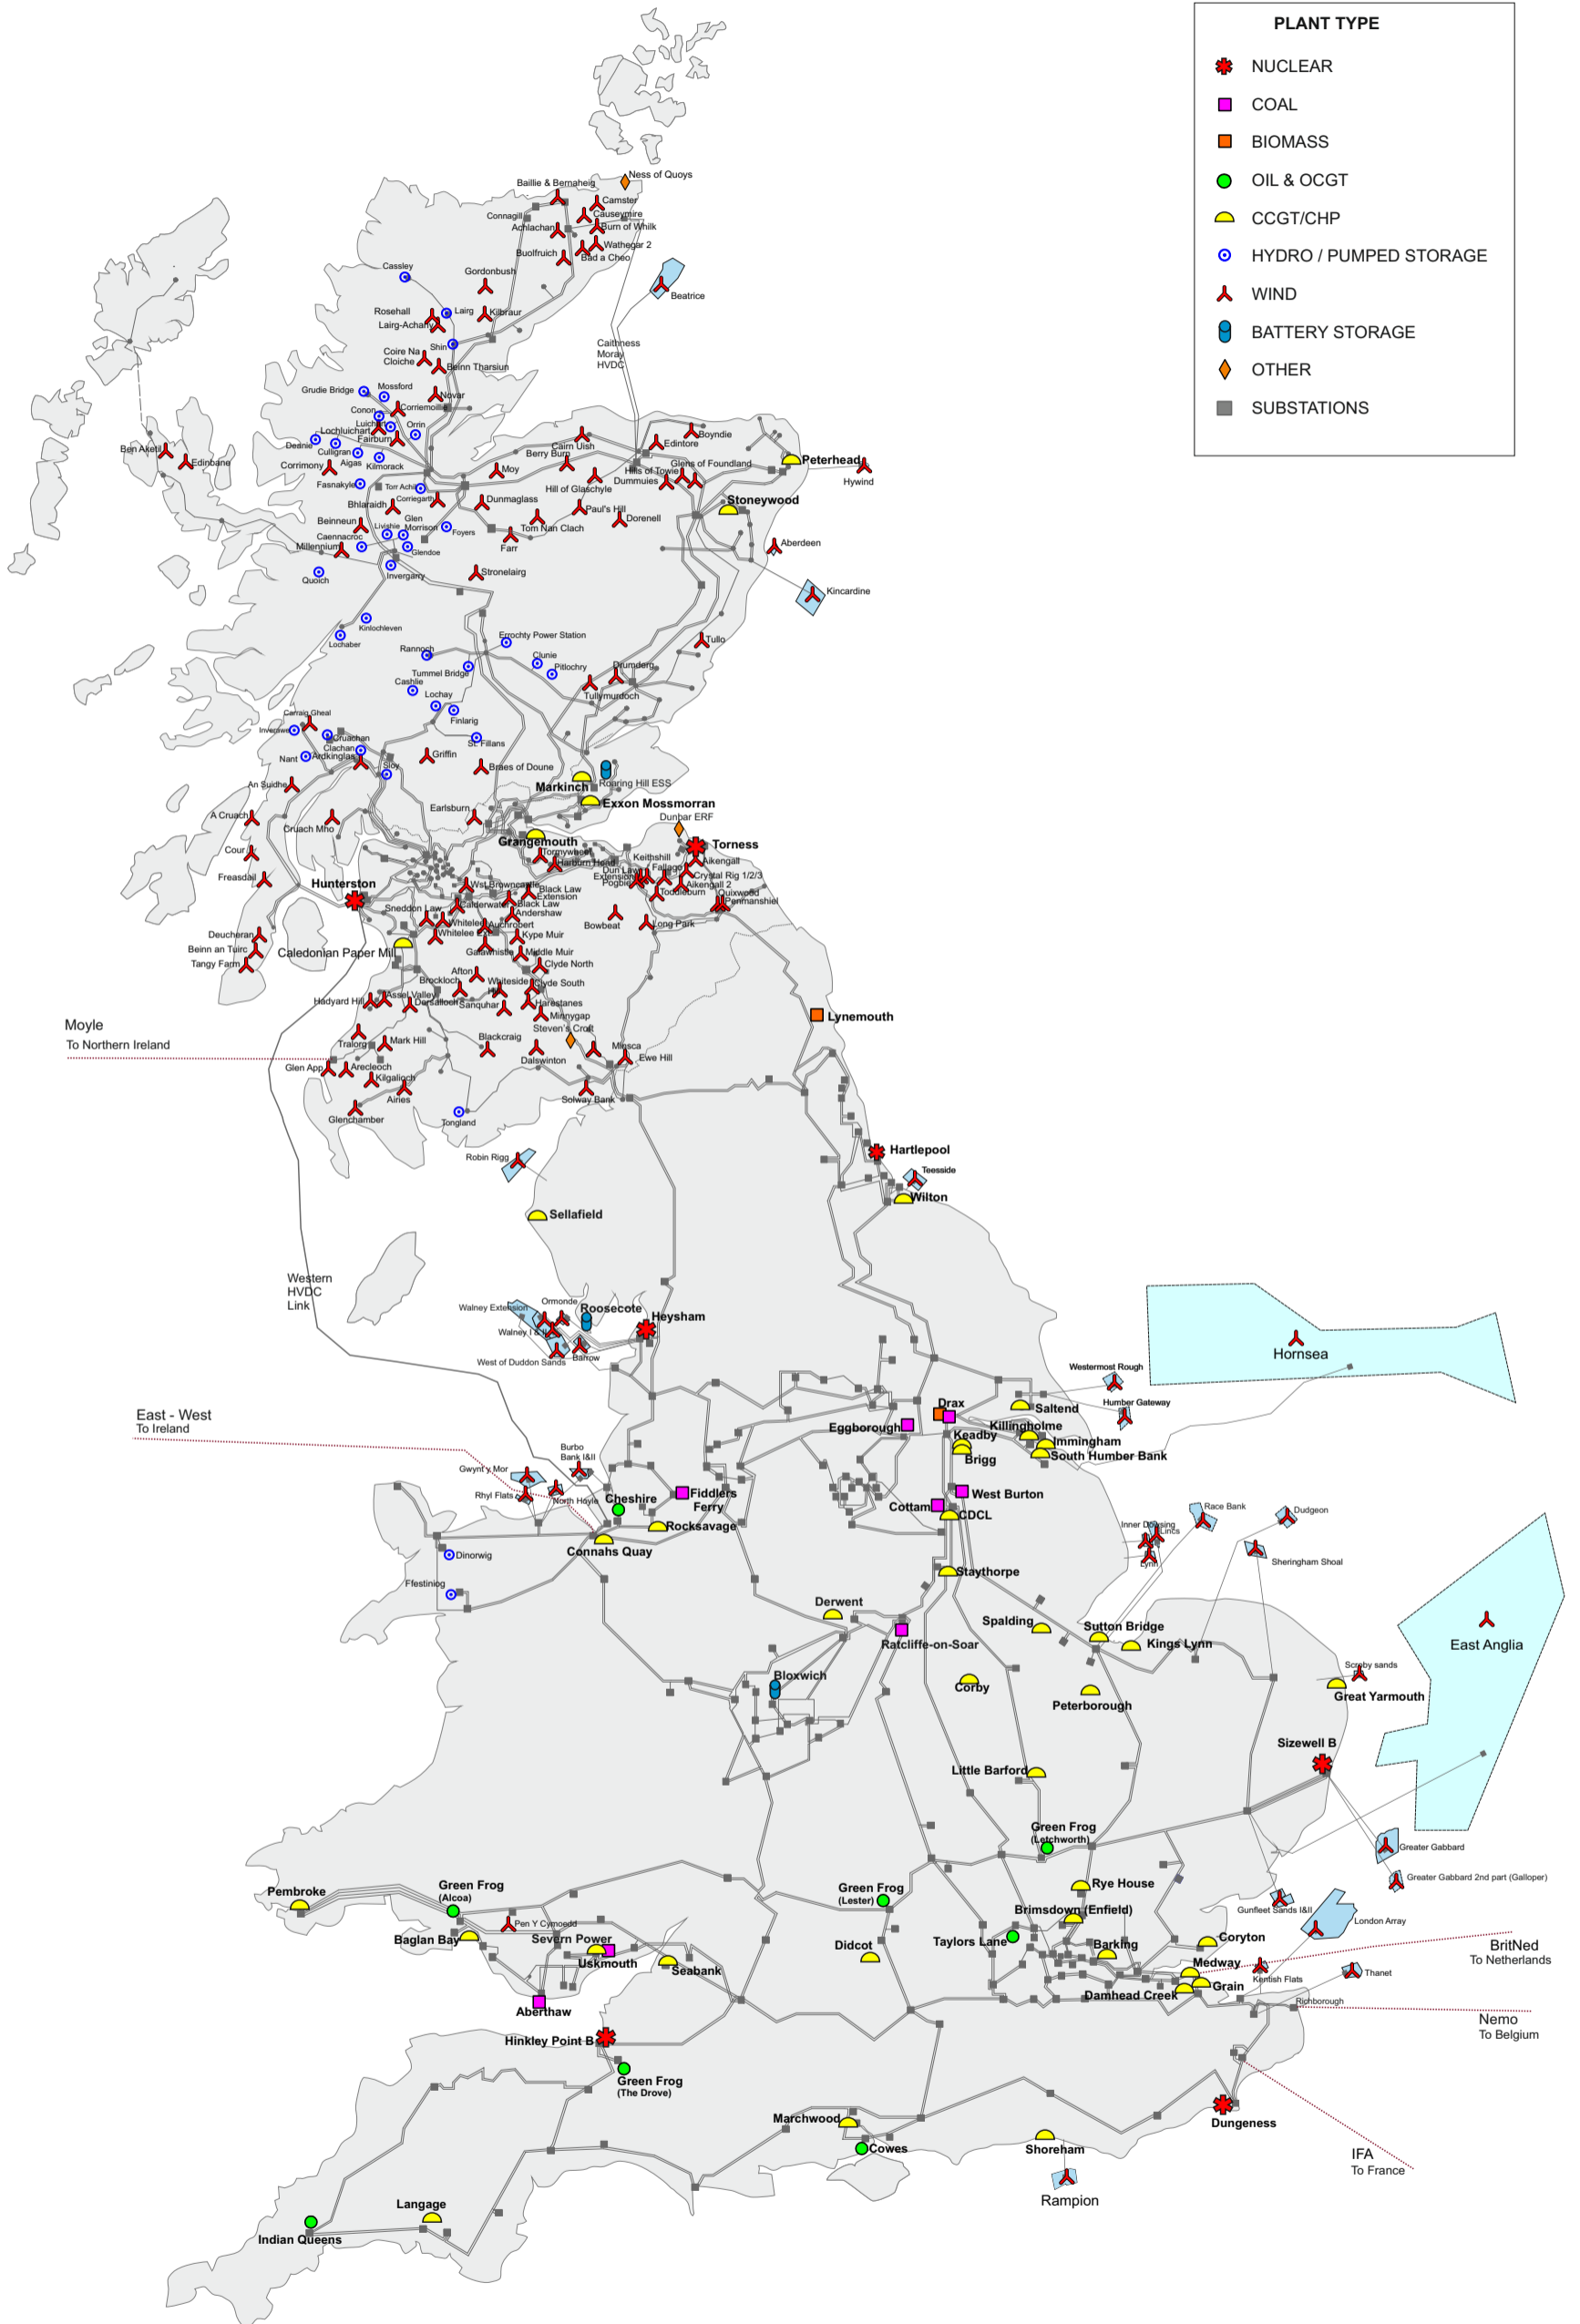 PLANT TYPE
NUCLEAR
COAL
BIOMASS
OIL & OCGT
CCGT/CHP
HYDRO / PUMPED STORAGE
WIND
BATTERY STORAGE
OTHER
SUBSTATIONS
Ness of Quoys
Baillie & Bernaheig
Camster
Connagill
Causeymire
Achlachan
Burn of Whilk
Wathegar 2
Buolfruich
Bad a Cheo
Cassley
Gordonbush
Beatrice
Rosehall
Lairg
Kilbraur
Lairg-Achany
Shin
Caithness
Moray
HVDC
Coire Na
Cloiche
Beinn Tharsiun
Grudie Bridge
Mossford
Novar
Conon
Corriemoillie
Luichart
Orrin
Lochluichart
Fairburn
Deanie
Culligran
Aigas
Kilmorack
Corrimony
Fasnakyle
Torr Achilty
Corriegarth
Bhlaraidh
Beinneun
Livishie
Glen
Morrison
Foyers
Caennacroc
Millennium
Glendoe
Invergarry
Quoich
Ben Aketil
Edinbane
Cairn Uish
Berry Burn
Edintore
Boyndie
Moy
Hills of Towie
Glens of Foundland
Dummuies
Hill of Glaschyle
Dunmaglass
Paul's Hill
Tom Nan Clach
Dorenell
Farr
Peterhead
Hywind
Stoneywood
Aberdeen
Kincardine
Stronelairg
Kinlochleven
Lochaber
Errochty Power Station
Rannoch
Clunie
Pitlochry
Tummel Bridge
Cashlie
Lochay
Finlarig
St. Fillans
Tullo
Drumderg
Tullymurdoch
Carraig Gheal
Inverawe
Cruachan
Clachan
Nant
Ardkinglas
Sloy
Griffin
Braes of Doune
An Suidhe
A Cruach
Cruach Mho
Earlsburn
Cour
Freasdail
Markinch
Roaring Hill ESS
Exxon Mossmorran
Dunbar ERF
Grangemouth
Torness
Tormywheel
Harburn Head
Keithshill
Aikengall
Dun Law
Extension
Fallago
Crystal Rig 1/2/3
Pogbie
Aikengall 2
Toddleburn
Quixwood
Penmanshiel
Bowbeat
Long Park
Hunterston
Wst Browncastle
Black Law
Extension
Calderwater
Black Law
Sneddon Law
Andershaw
Whitelee
Auchrobert
Whitelee Ext
Kype Muir
Galawhistle
Middle Muir
Caledonian Paper Mill
Clyde North
Afton
Brockloch
Whiteside
Hill
Clyde South
Deucheran
Beinn an Tuirc
Tangy Farm
Hadyard Hill
Assel Valley
Dersalloch
Sanquhar
Harestanes
Minnygap
Steven's Croft
Tralorg
Mark Hill
Blackcraig
Dalswinton
Minsca
Ewe Hill
Glen App
Arecleoch
Kilgallioch
Airies
Solway Bank
Glenchamber
Tongland
Moyle
To Northern Ireland
Lynemouth
Robin Rigg
Hartlepool
Teesside
Wilton
Sellafield
Western
HVDC
Link
Walney Extension
Ormonde
Roosecote
Heysham
Walney I & II
West of Duddon Sands
Barrow
Hornsea
Westermost Rough
Humber Gateway
Drax
Saltend
Eggborough
Killingholme
Keadby
Immingham
Brigg
South Humber Bank
East - West
To Ireland
Burbo
Bank I&II
Gwynt y Mor
Rhyl Flats
North Hoyle
Cheshire
Fiddlers
Ferry
Rocksavage
Connahs Quay
Cottam
West Burton
CDCL
Race Bank
Dudgeon
Inner Dowsing
Lincs
Lynn
Sheringham Shoal
Dinorwig
Ffestiniog
Staythorpe
Derwent
Spalding
Sutton Bridge
Kings Lynn
Ratcliffe-on-Soar
East Anglia
Bloxwich
Corby
Peterborough
Scroby sands
Great Yarmouth
Sizewell B
Little Barford
Green Frog
(Letchworth)
Greater Gabbard
Greater Gabbard 2nd part (Galloper)
Pembroke
Green Frog
(Alcoa)
Green Frog
(Lester)
Rye House
Gunfleet Sands I&II
London Array
Brimsdown (Enfield)
Pen Y Cymoedd
Baglan Bay
Severn Power
Uskmouth
Seabank
Didcot
Taylors Lane
Barking
Coryton
BritNed
To Netherlands
Medway
Kentish Flats
Thanet
Grain
Damhead Creek
Richborough
Aberthaw
Nemo
To Belgium
Hinkley Point B
Green Frog
(The Drove)
Marchwood
Cowes
Dungeness
Shoreham
IFA
To France
Rampion
Langage
Indian Queens